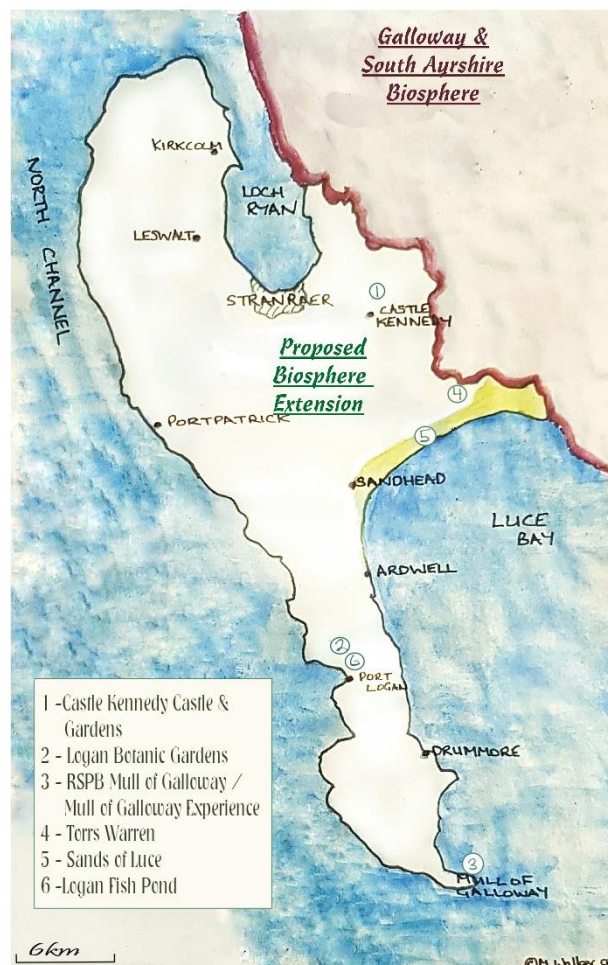 Galloway &
South Ayrshire
Biosphere
KIRKCOLM
LOCH
RYAN
NORTH CHANNEL
LESWALT
1
STRANRAER
CASTLE
KENNEDY
Proposed
Biosphere
Extension
4
PORTPATRICK
5
SANDHEAD
LUCE
BAY
ARDWELL
2
6
PORT
LOGAN
1 -Castle Kennedy Castle &
Gardens
2 - Logan Botanic Gardens
3 - RSPB Mull of Galloway /
Mull of Galloway Experience
4 - Torrs Warren
5 - Sands of Luce
6 -Logan Fish Pond
DRUMMORE
3
MULL OF
GALLOWAY
6km